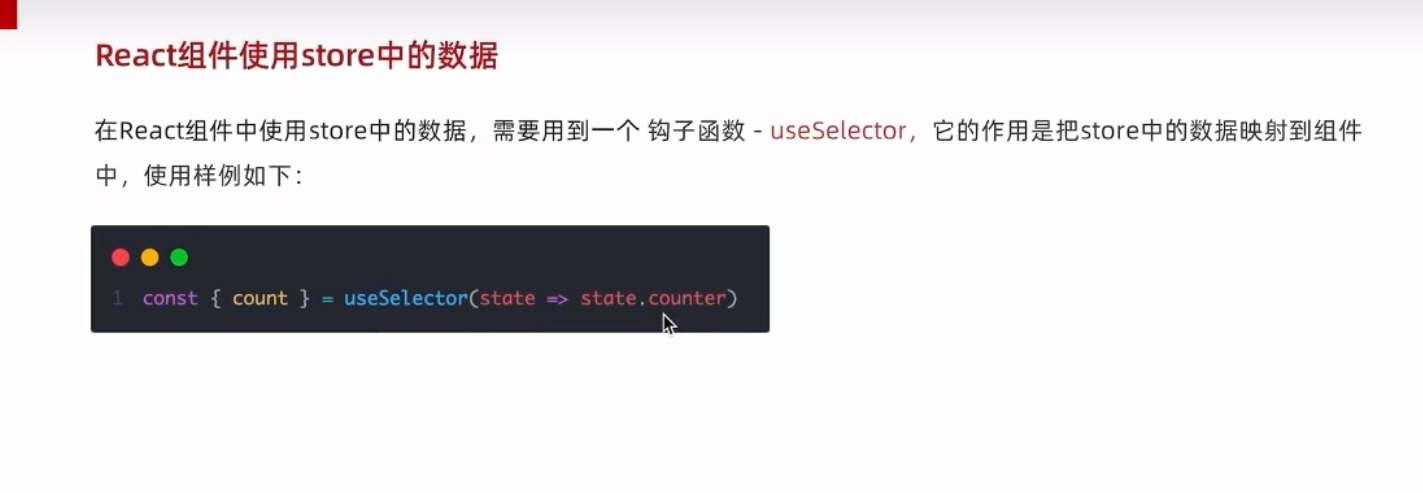 React组件使用store中的数据
在React组件中使用store中的数据，需要用到一个 钩子函数 - useSelector，它的作用是把store中的数据映射到组件
中，使用样例如下：
1 const { count } = useSelector(state => state.counter)